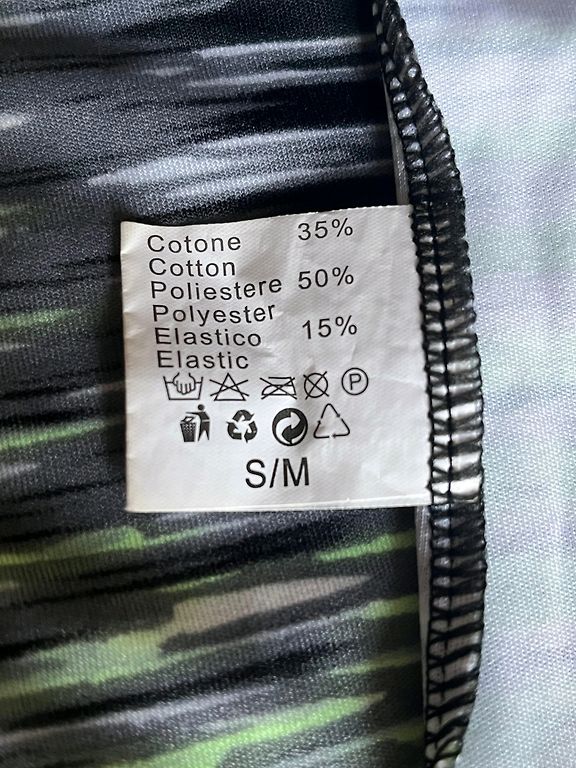 Cotone 35%
Cotton
Poliestere 50%
Polyester
Elastico 15%
Elastic
P
S/M